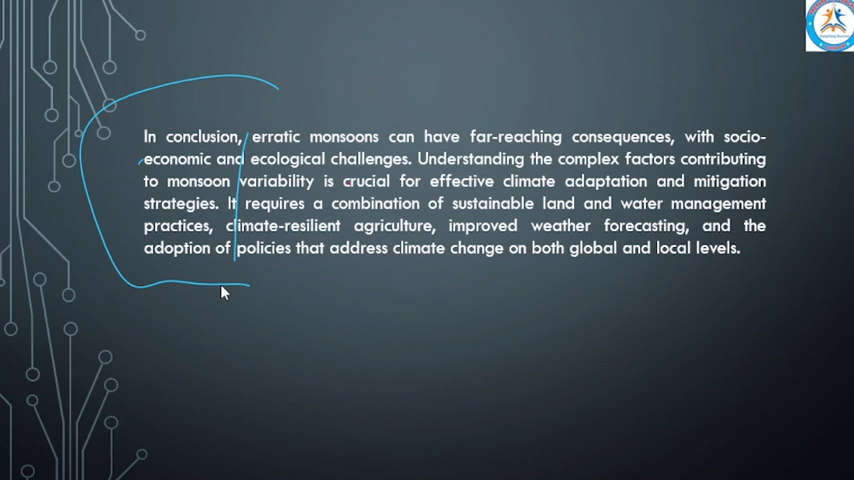 In conclusion, erratic monsoons can have far-reaching consequences, with socio-
economic and ecological challenges. Understanding the complex factors contributing
to monsoon variability is crucial for effective climate adaptation and mitigation
strategies. It requires a combination of sustainable land and water management
practices, climate-resilient agriculture, improved weather forecasting, and the
adoption of policies that address climate change on both global and local levels.